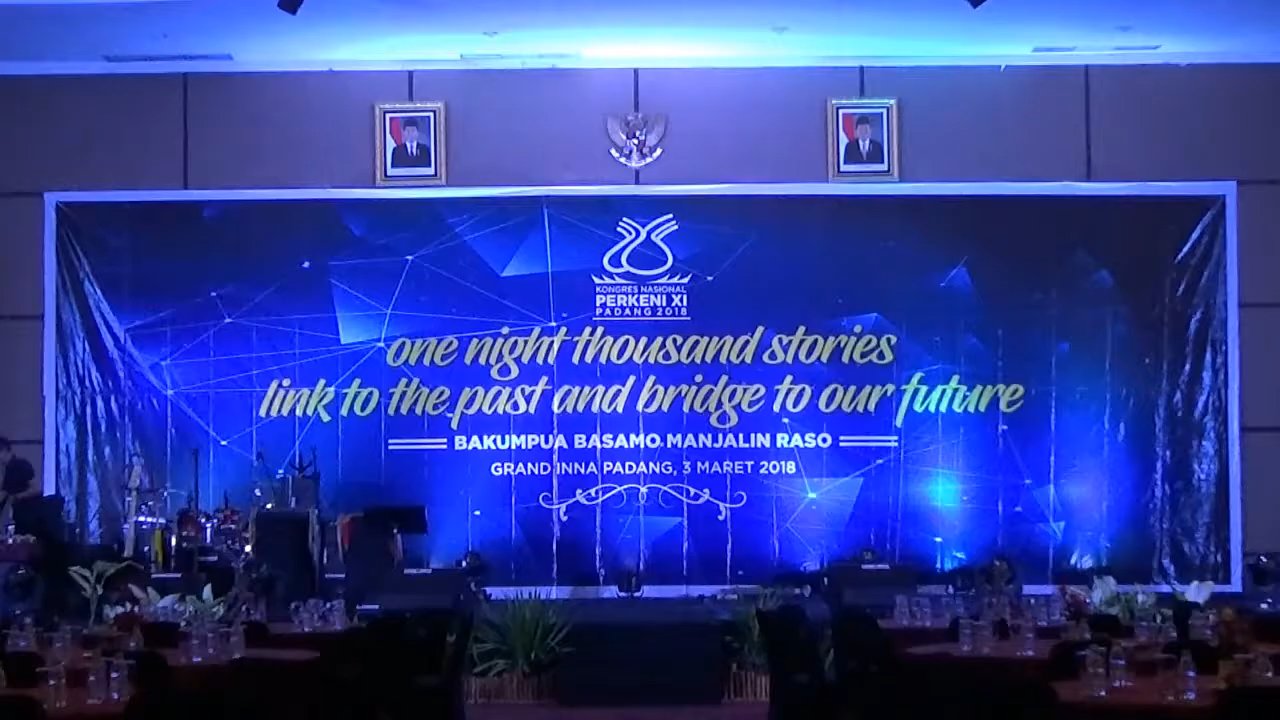 KONGRES NASIONAL
PERKENI XI
PADANG 2018
one night thousand stories
link to the past and bridge to our future
BAKUMPUA BASAMO MANJALIN RASO
GRAND INNA PADANG, 3 MARET 2018